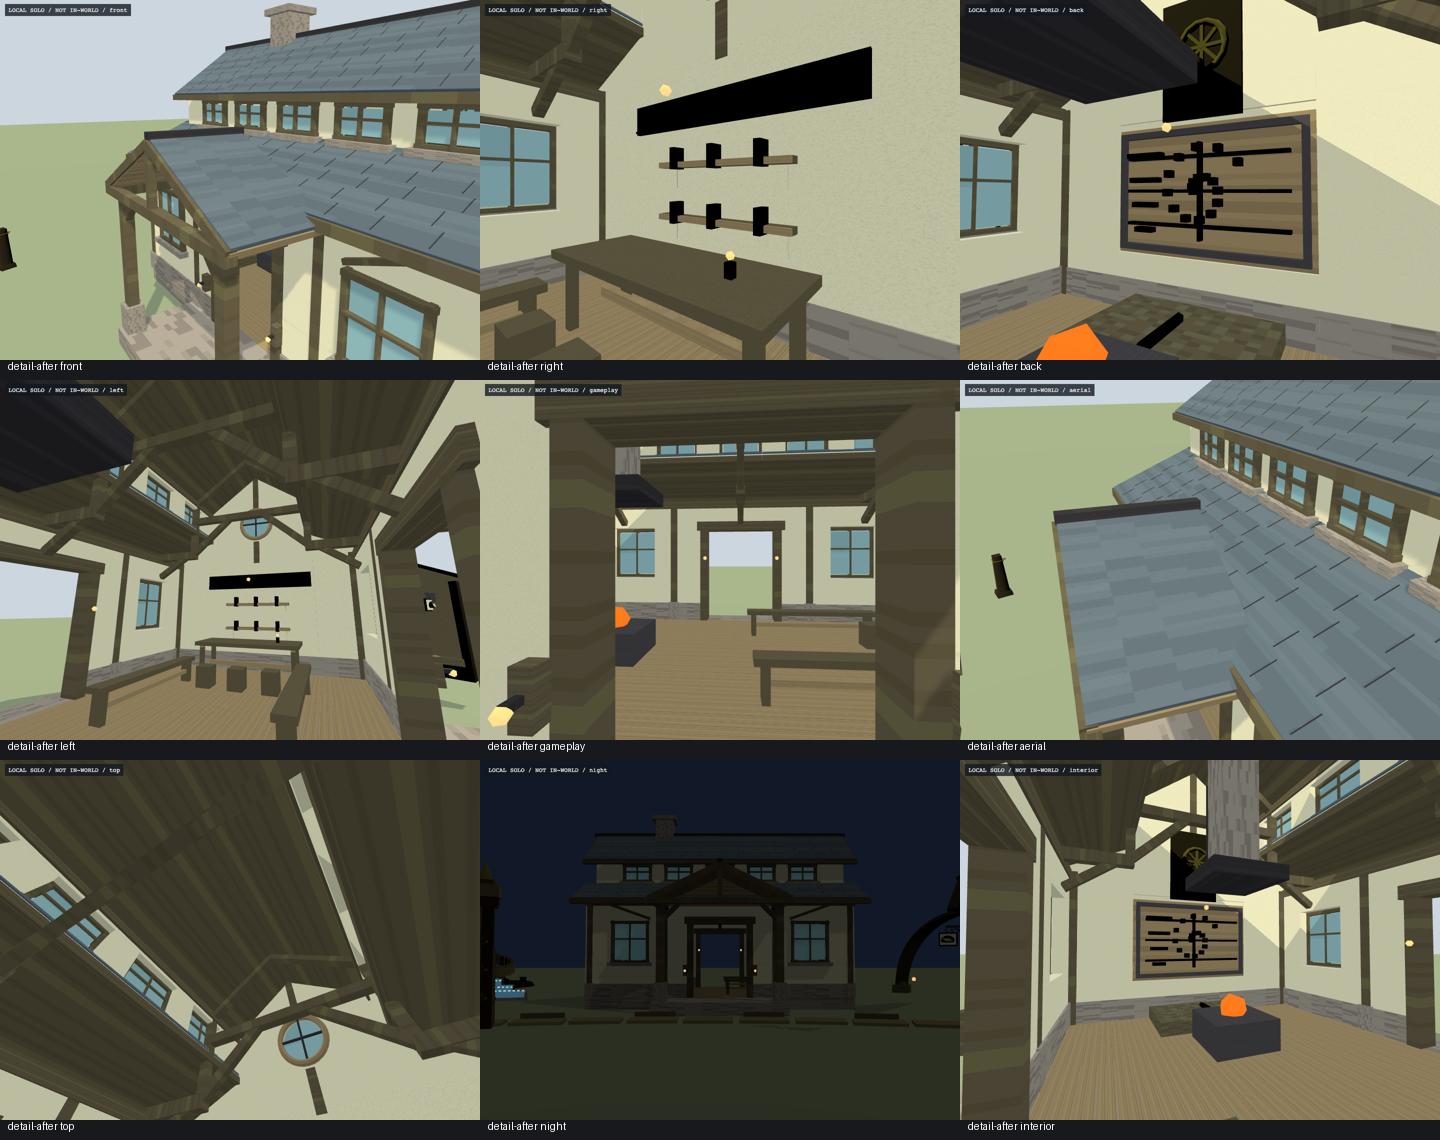 LOCAL SOLO / NOT IN-WORLD / front
LOCAL SOLO / NOT IN-WORLD / right
LOCAL SOLO / NOT IN-WORLD / back
detail-after front
detail-after right
detail-after back
LOCAL SOLO / NOT IN-WORLD / left
LOCAL SOLO / NOT IN-WORLD / gameplay
LOCAL SOLO / NOT IN-WORLD / aerial
detail-after left
detail-after gameplay
detail-after aerial
LOCAL SOLO / NOT IN-WORLD / top
LOCAL SOLO / NOT IN-WORLD / night
LOCAL SOLO / NOT IN-WORLD / interior
detail-after top
detail-after night
detail-after interior